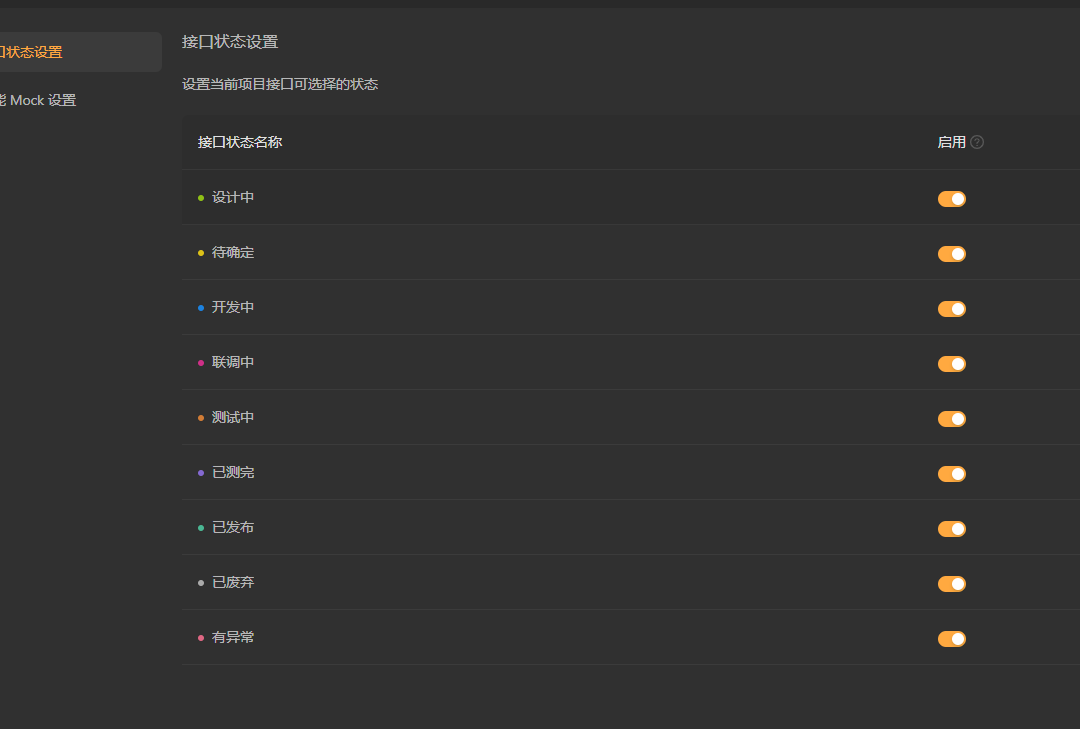 口状态设置
能 Mock 设置
接口状态设置
设置当前项目接口可选择的状态
接口状态名称 启用
设计中
待确定
开发中
联调中
测试中
已测完
已发布
已废弃
有异常